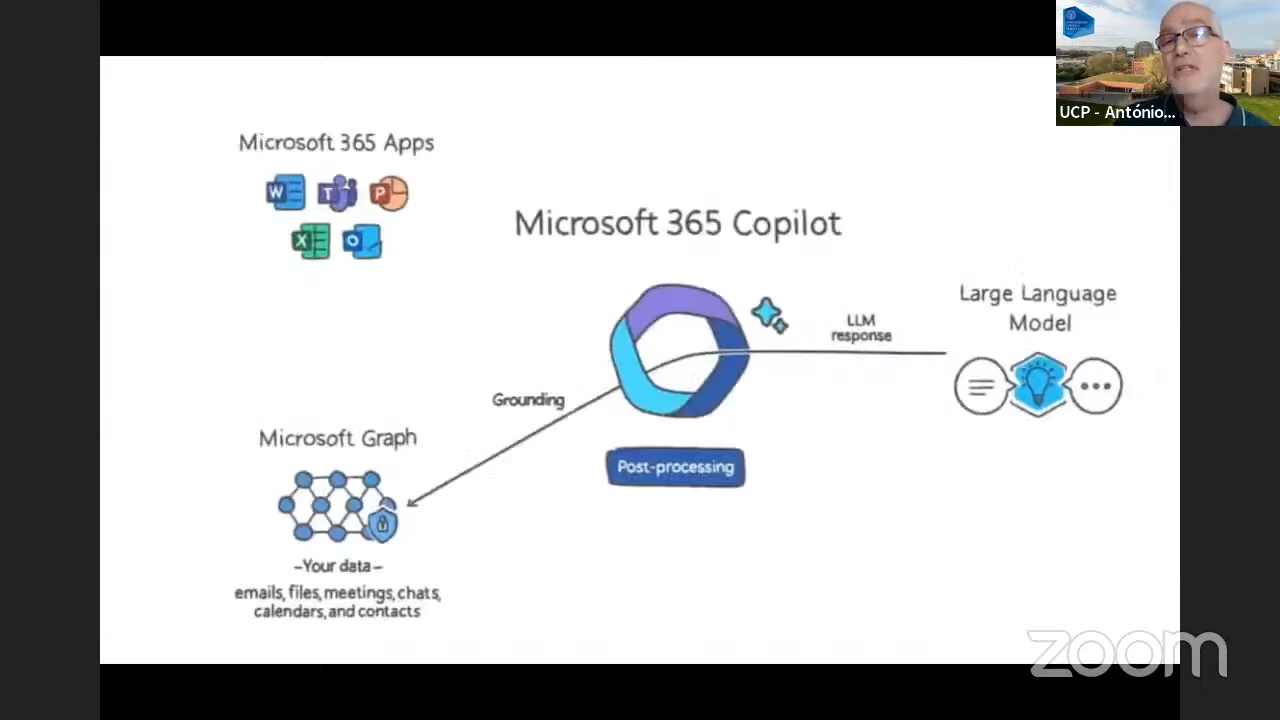 UCP - António...
Microsoft 365 Apps
W
T
P
X
O
Microsoft 365 Copilot
Large Language
Model
LLM
response
Grounding
Microsoft Graph
Post-processing
-Your data-
emails, files, meetings, chats,
calendars, and contacts
zoom